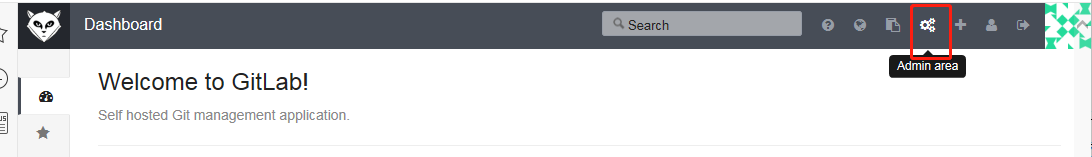 Dashboard
Search
Admin area
Welcome to GitLab!
Self hosted Git management application.